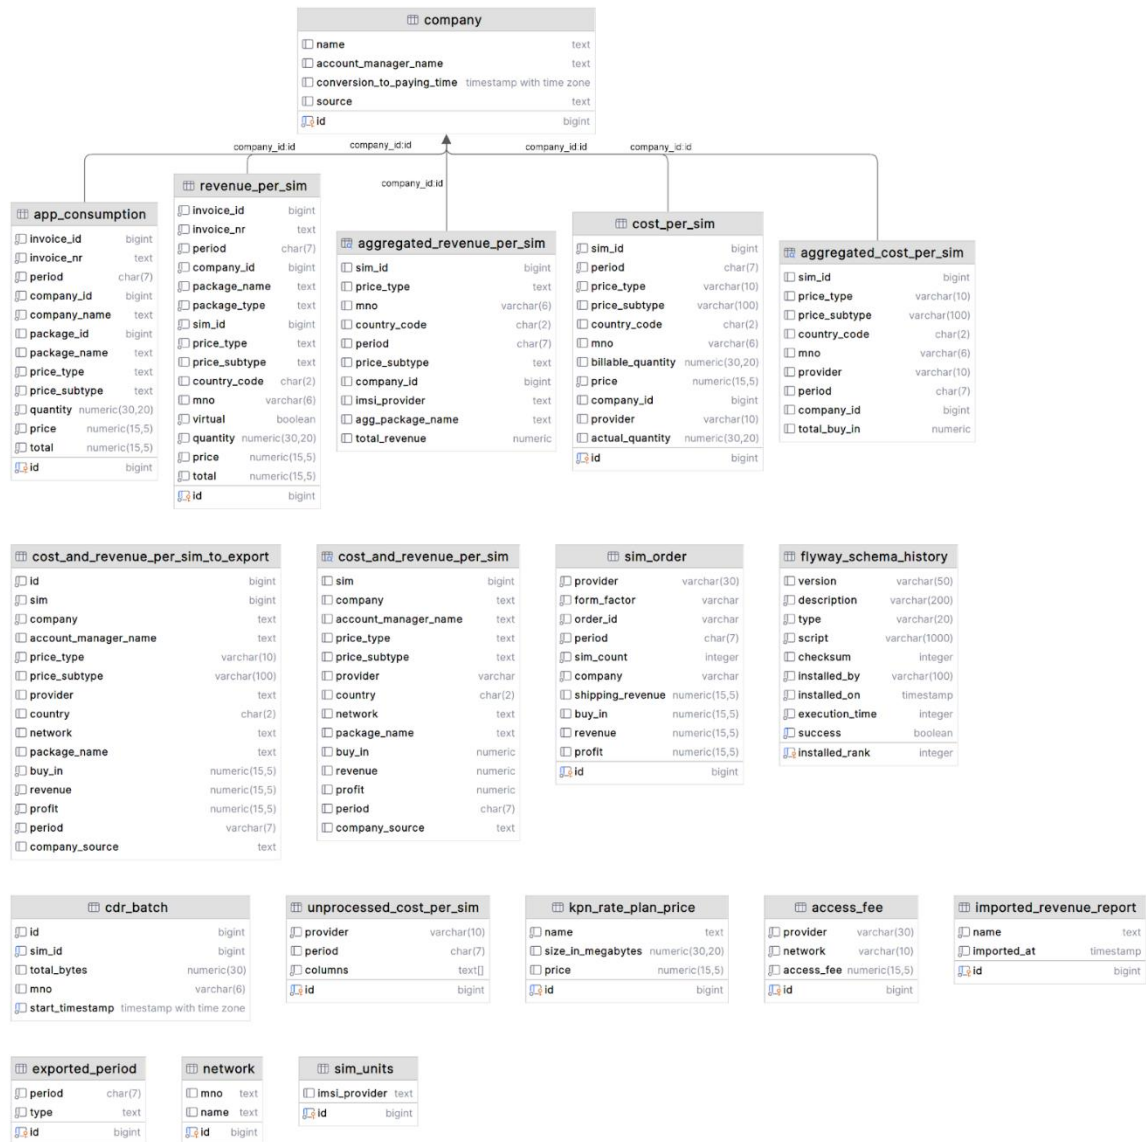 company
name text
account_manager_name text
conversion_to_paying_time timestamp with time zone
source text
id bigint
company_id:id
company_id:id
company_id:id
company_id:id
company_id:id
app_consumption
invoice_id bigint
invoice_nr text
period char(7)
company_id bigint
company_name text
package_id bigint
package_name text
price_type text
price_subtype text
quantity numeric(30,20)
price numeric(15,5)
total numeric(15,5)
id bigint
revenue_per_sim
invoice_id bigint
invoice_nr text
period char(7)
company_id bigint
package_name text
package_type text
sim_id bigint
price_type text
price_subtype text
country_code char(2)
mno varchar(6)
virtual boolean
quantity numeric(30,20)
price numeric(15,5)
total numeric(15,5)
id bigint
aggregated_revenue_per_sim
sim_id bigint
price_type text
mno varchar(6)
country_code char(2)
period char(7)
price_subtype text
company_id bigint
imsi_provider text
agg_package_name text
total_revenue numeric
cost_per_sim
sim_id bigint
period char(7)
price_type varchar(10)
price_subtype varchar(100)
country_code char(2)
mno varchar(6)
billable_quantity numeric(30,20)
price numeric(15,5)
company_id bigint
provider varchar(10)
actual_quantity numeric(30,20)
id bigint
aggregated_cost_per_sim
sim_id bigint
price_type varchar(10)
price_subtype varchar(100)
country_code char(2)
mno varchar(6)
provider varchar(10)
period char(7)
company_id bigint
total_buy_in numeric
cost_and_revenue_per_sim_to_export
id bigint
sim bigint
company text
account_manager_name text
price_type varchar(10)
price_subtype varchar(100)
provider text
country char(2)
network text
package_name text
buy_in numeric(15,5)
revenue numeric(15,5)
profit numeric(15,5)
period varchar(7)
company_source text
cost_and_revenue_per_sim
sim bigint
company text
account_manager_name text
price_type text
price_subtype text
provider varchar
country char(2)
network text
package_name text
buy_in numeric
revenue numeric
profit numeric
period char(7)
company_source text
sim_order
provider varchar(30)
form_factor varchar
order_id varchar
period char(7)
sim_count integer
company varchar
shipping_revenue numeric(15,5)
buy_in numeric(15,5)
revenue numeric(15,5)
profit numeric(15,5)
id bigint
flyway_schema_history
version varchar(50)
description varchar(200)
type varchar(20)
script varchar(1000)
checksum integer
installed_by varchar(100)
installed_on timestamp
execution_time integer
success boolean
installed_rank integer
cdr_batch
id bigint
sim_id bigint
total_bytes numeric(30)
mno varchar(6)
start_timestamp timestamp with time zone
unprocessed_cost_per_sim
provider varchar(10)
period char(7)
columns text[]
id bigint
kpn_rate_plan_price
name text
size_in_megabytes numeric(30,20)
price numeric(15,5)
id bigint
access_fee
provider varchar(30)
network varchar(10)
access_fee numeric(15,5)
id bigint
imported_revenue_report
name text
imported_at timestamp
id bigint
exported_period
period char(7)
type text
id bigint
network
mno text
name text
id bigint
sim_units
imsi_provider text
id bigint